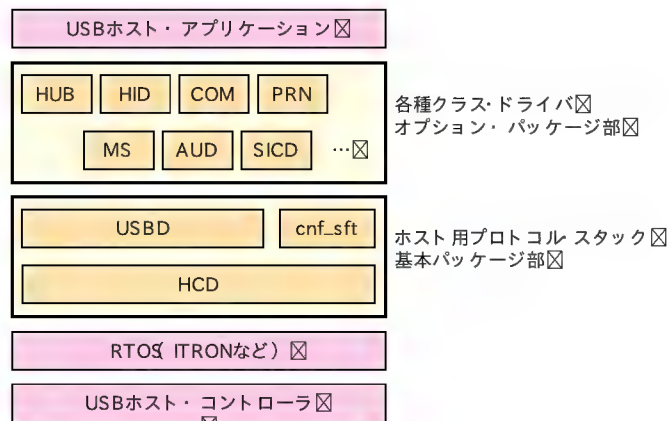 USBホスト・アプリケーション
HUB HID COM PRN
MS AUD SICD …
各種クラス・ドライバ
オプション・パッケージ部
USBD cnf_sft
HCD
ホスト用プロトコル・スタック
基本パッケージ部
RTOS(ITRONなど)
USBホスト・コントローラ